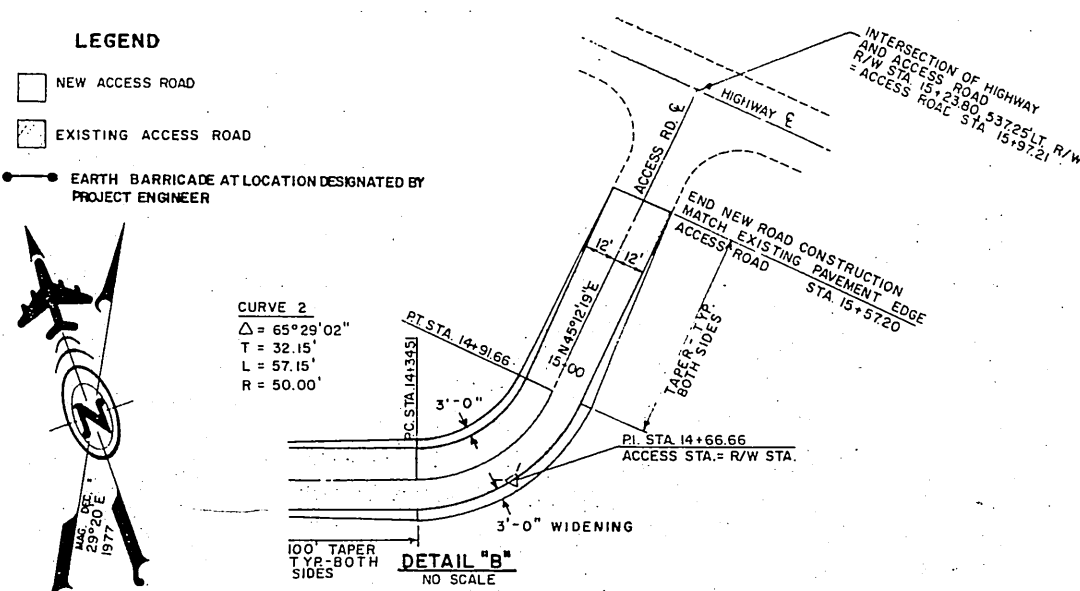 LEGEND
NEW ACCESS ROAD
EXISTING ACCESS ROAD
EARTH BARRICADE AT LOCATION DESIGNATED BY
PROJECT ENGINEER
INTERSECTION OF HIGHWAY
AND ACCESS ROAD
R/W STA. 15+23.80, 537.25' LT. R/W
= ACCESS ROAD STA 15+97.21
HIGHWAY ℄
ACCESS RD. ℄
END NEW ROAD CONSTRUCTION
MATCH EXISTING PAVEMENT EDGE
ACCESS ROAD STA. 15+57.20
12'
12'
N 45°12'19"E
15+00
TAPER - TYP.
BOTH SIDES
CURVE 2
Δ = 65°29'02"
T = 32.15'
L = 57.15'
R = 50.00'
P.T. STA. 14+91.66
P.C. STA. 14+34.51
3'-0"
P.I. STA. 14+66.66
ACCESS STA. = R/W STA.
3'-0" WIDENING
100' TAPER
TYP.-BOTH
SIDES
DETAIL "B"
NO SCALE
N
MAG. DEC.
29°20' E
1977